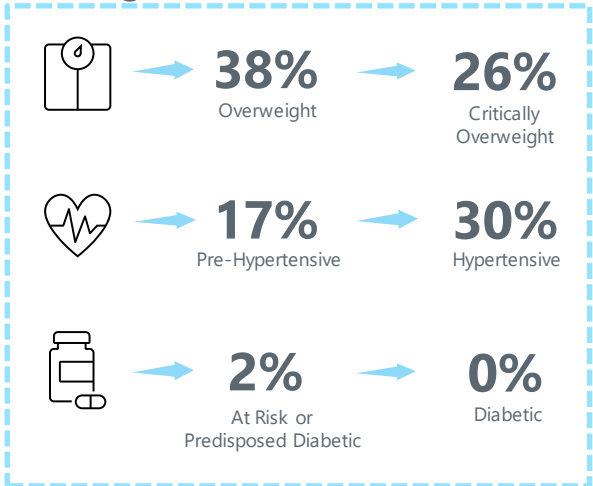 38%
26%
Overweight
Critically
Overweight
17%
30%
Pre-Hypertensive
Hypertensive
2%
0%
At Risk or
Predisposed Diabetic
Diabetic